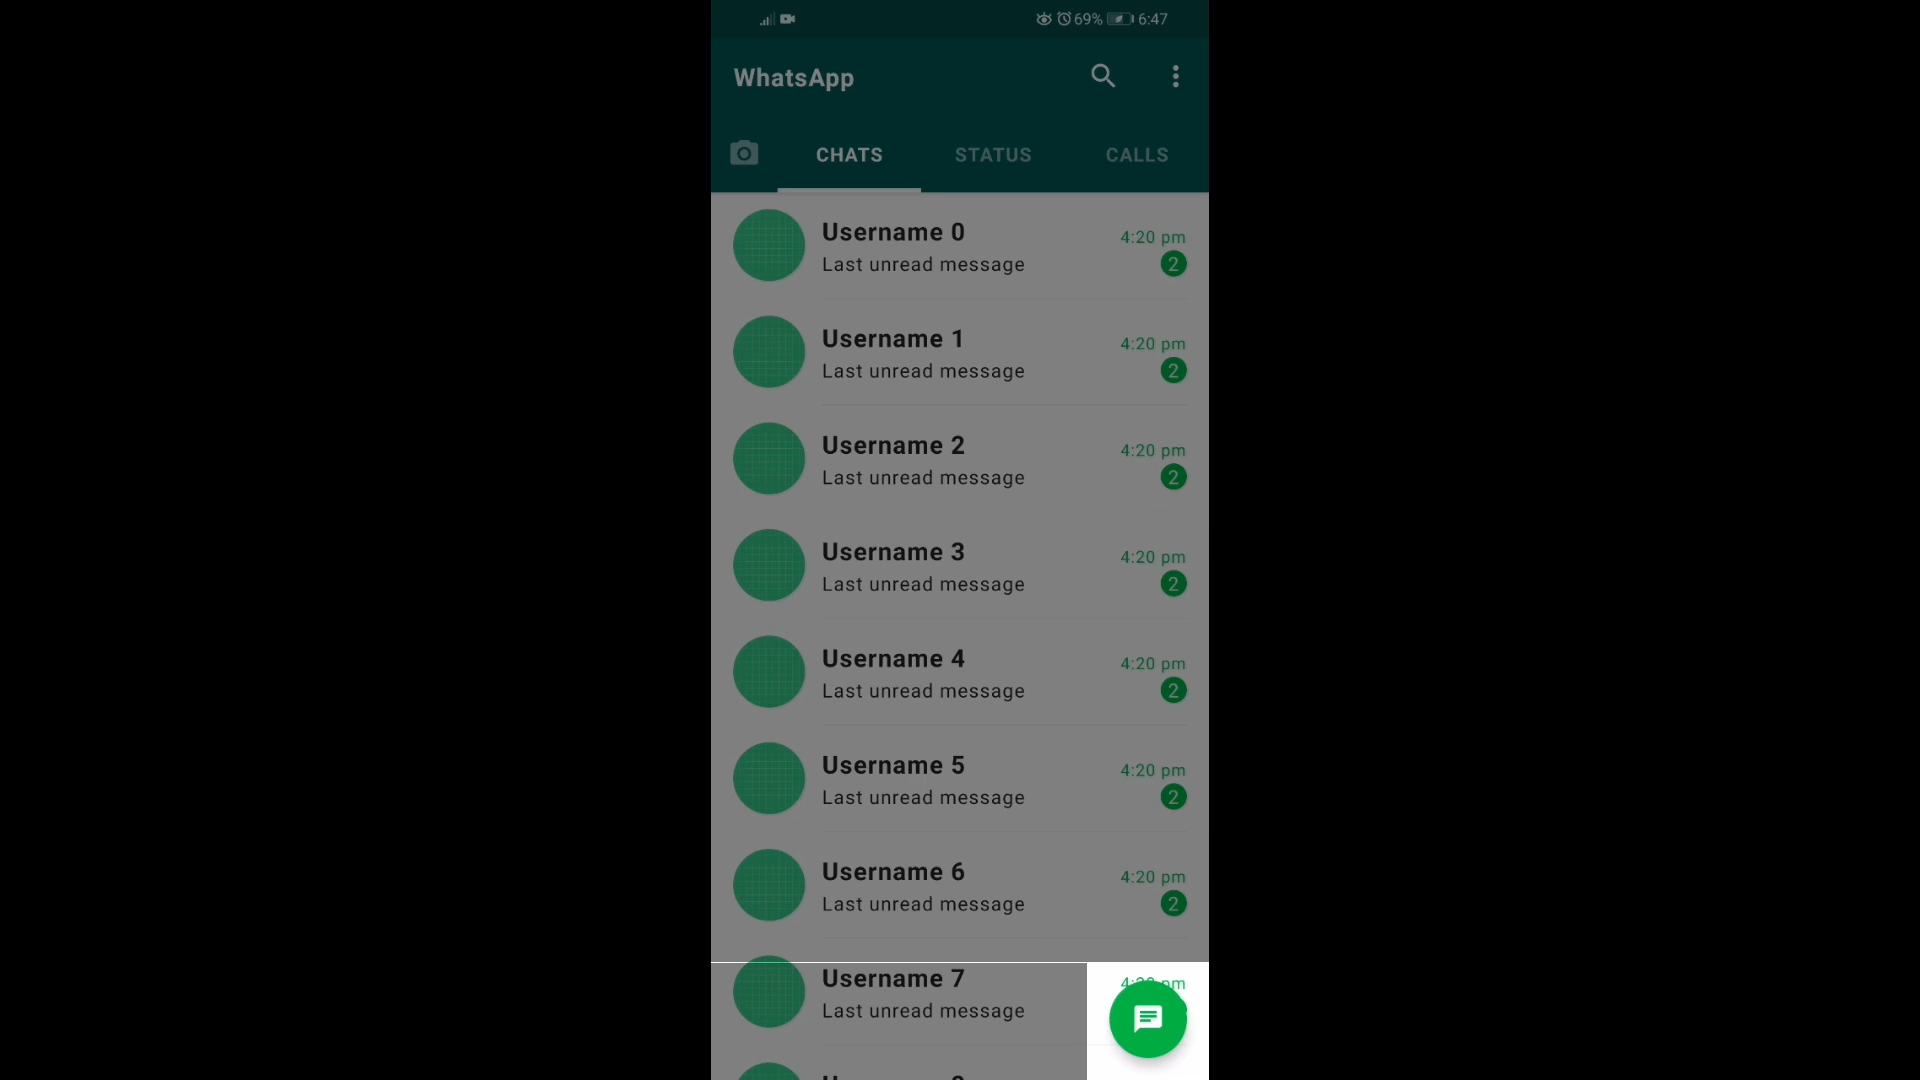 69% 6:47
WhatsApp
CHATS STATUS CALLS
Username 0
4:20 pm
Last unread message
2
Username 1
4:20 pm
Last unread message
2
Username 2
4:20 pm
Last unread message
2
Username 3
4:20 pm
Last unread message
2
Username 4
4:20 pm
Last unread message
2
Username 5
4:20 pm
Last unread message
2
Username 6
4:20 pm
Last unread message
2
Username 7
Last unread message